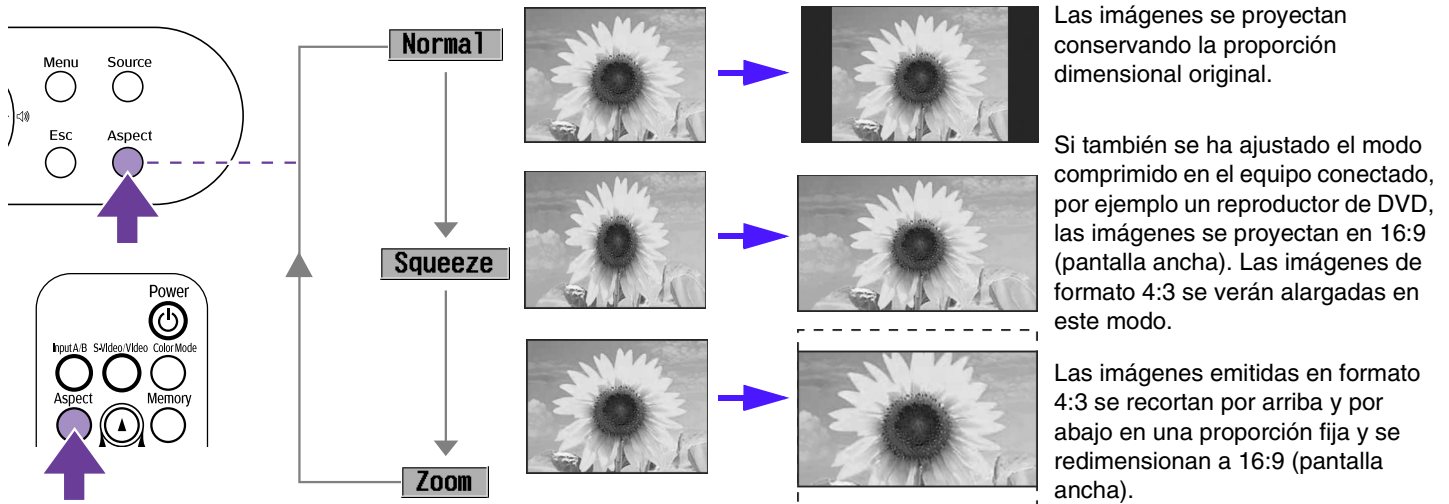 Menu
Source
Esc
Aspect
Power
Input A/B
S-Video/Video
Color Mode
Aspect
Memory
Normal
Squeeze
Zoom
Las imágenes se proyectan
conservando la proporción
dimensional original.
Si también se ha ajustado el modo
comprimido en el equipo conectado,
por ejemplo un reproductor de DVD,
las imágenes se proyectan en 16:9
(pantalla ancha). Las imágenes de
formato 4:3 se verán alargadas en
este modo.
Las imágenes emitidas en formato
4:3 se recortan por arriba y por
abajo en una proporción fija y se
redimensionan a 16:9 (pantalla
ancha).